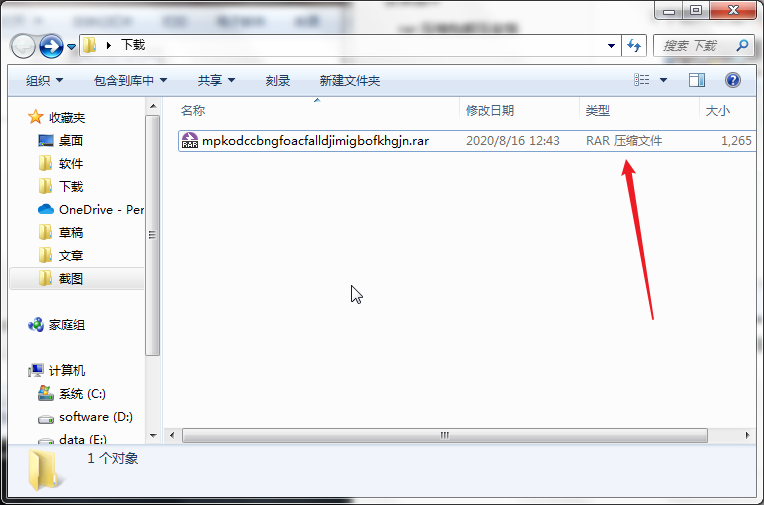 下载
搜索 下载
组织 包含到库中 共享 刻录 新建文件夹
名称 修改日期 类型 大小
收藏夹
mpkodccbngfoacfalldjimigbofkhgjn.rar 2020/8/16 12:43 RAR 压缩文件 1,265
桌面
软件
下载
OneDrive - Per
草稿
文章
截图
家庭组
计算机
系统 (C:)
software (D:)
data (E:)
1 个对象